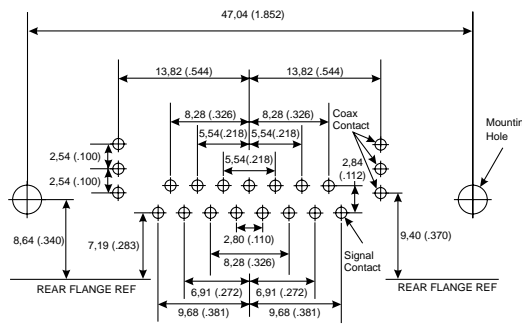 47,04 (1.852)
13,82 (.544) 13,82 (.544)
8,28 (.326) 8,28 (.326)
Coax
Contact
Mountin
Hole
5,54(.218) 5,54(.218)
2,54 (.100)
5,54(.218)
2,84
(.112)
2,54 (.100)
8,64 (.340)
7,19 (.283)
2,80 (.110)
9,40 (.370)
8,28 (.326)
Signal
Contact
REAR FLANGE REF
REAR FLANGE REF
6,91 (.272) 6,91 (.272)
9,68 (.381) 9,68 (.381)